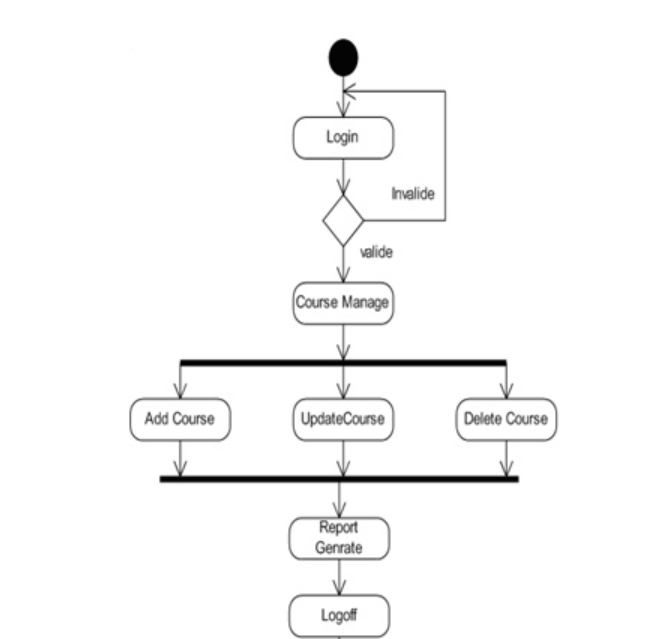 Login
Invalide
valide
Course Manage
Add Course
UpdateCourse
Delete Course
Report
Genrate
Logoff